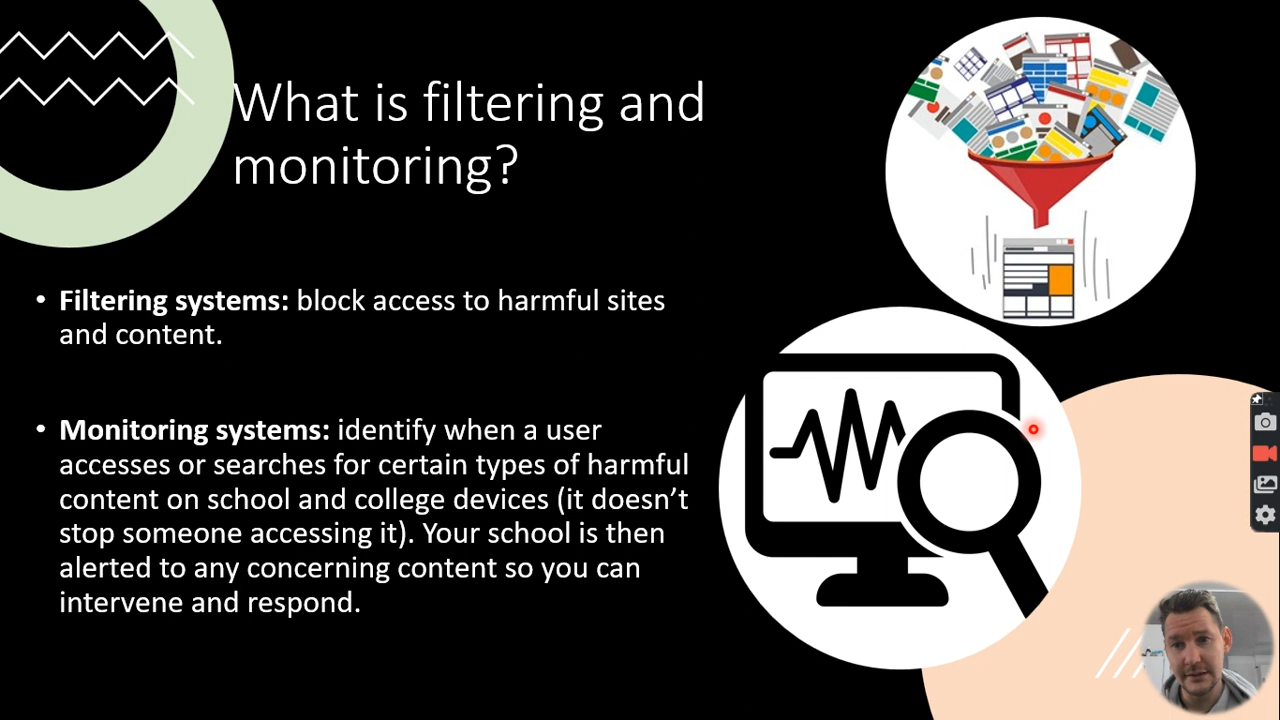 What is filtering and
monitoring?
• Filtering systems: block access to harmful sites
and content.
• Monitoring systems: identify when a user
accesses or searches for certain types of harmful
content on school and college devices (it doesn’t
stop someone accessing it). Your school is then
alerted to any concerning content so you can
intervene and respond.